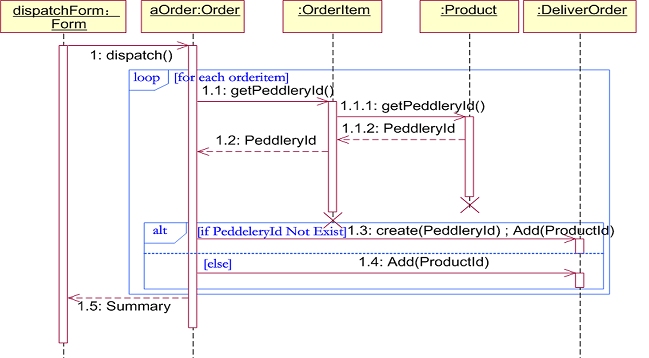 dispatchForm：
Form
aOrder:Order
:OrderItem
:Product
:DeliverOrder
1: dispatch()
loop
[for each orderitem]
1.1: getPeddleryId()
1.1.1: getPeddleryId()
1.1.2: PeddleryId
1.2: PeddleryId
alt
[if PeddeleryId Not Exist]
1.3: create(PeddleryId) ; Add(ProductId)
[else]
1.4: Add(ProductId)
1.5: Summary